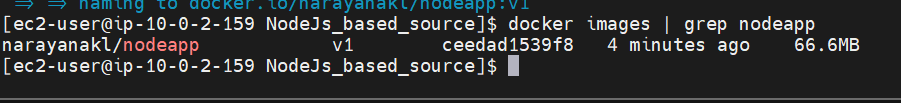 => => naming to docker.io/narayanakl/nodeapp:v1
[ec2-user@ip-10-0-2-159 NodeJs_based_source]$ docker images | grep nodeapp
narayanakl/nodeapp v1 ceedad1539f8 4 minutes ago 66.6MB
[ec2-user@ip-10-0-2-159 NodeJs_based_source]$